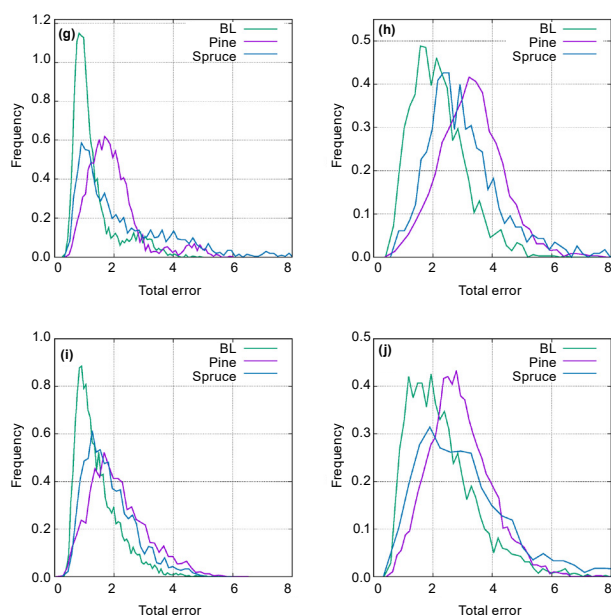 (g)
BL
Pine
Spruce
1.2
1.0
0.8
0.6
0.4
0.2
0.0
0 2 4 6 8
Frequency
Total error
(h)
BL
Pine
Spruce
0.5
0.4
0.3
0.2
0.1
0.0
0 2 4 6 8
Frequency
Total error
(i)
BL
Pine
Spruce
1.0
0.8
0.6
0.4
0.2
0.0
0 2 4 6 8
Frequency
Total error
(j)
BL
Pine
Spruce
0.5
0.4
0.3
0.2
0.1
0.0
0 2 4 6 8
Frequency
Total error